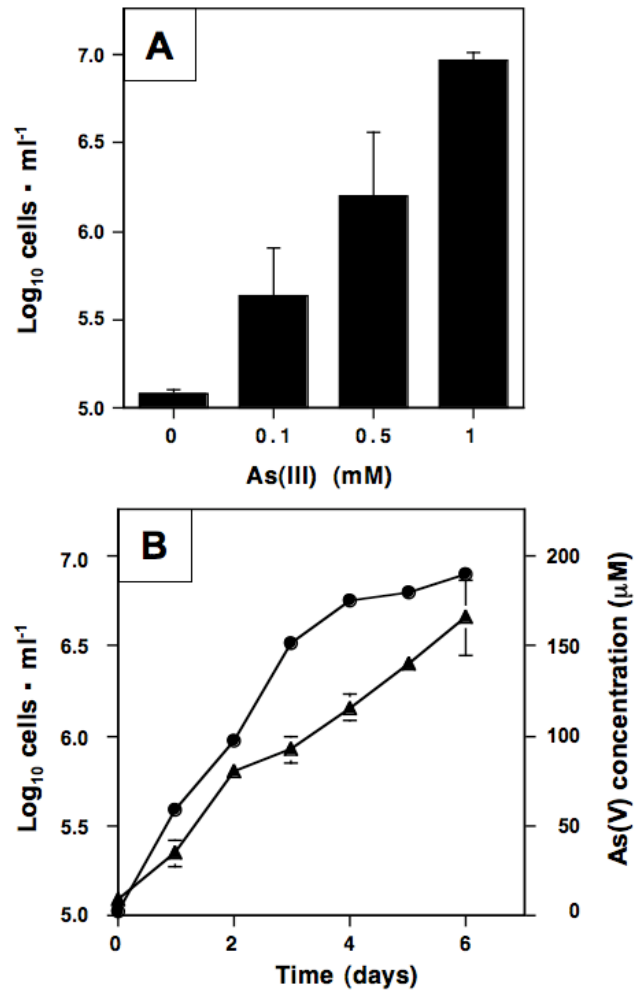 A
Log₁₀ cells · ml⁻¹
7.0
6.5
6.0
5.5
5.0
0 0.1 0.5 1
As(III) (mM)
B
Log₁₀ cells · ml⁻¹
7.0
6.5
6.0
5.5
5.0
200
150
100
50
0
As(V) concentration (μM)
0 2 4 6
Time (days)